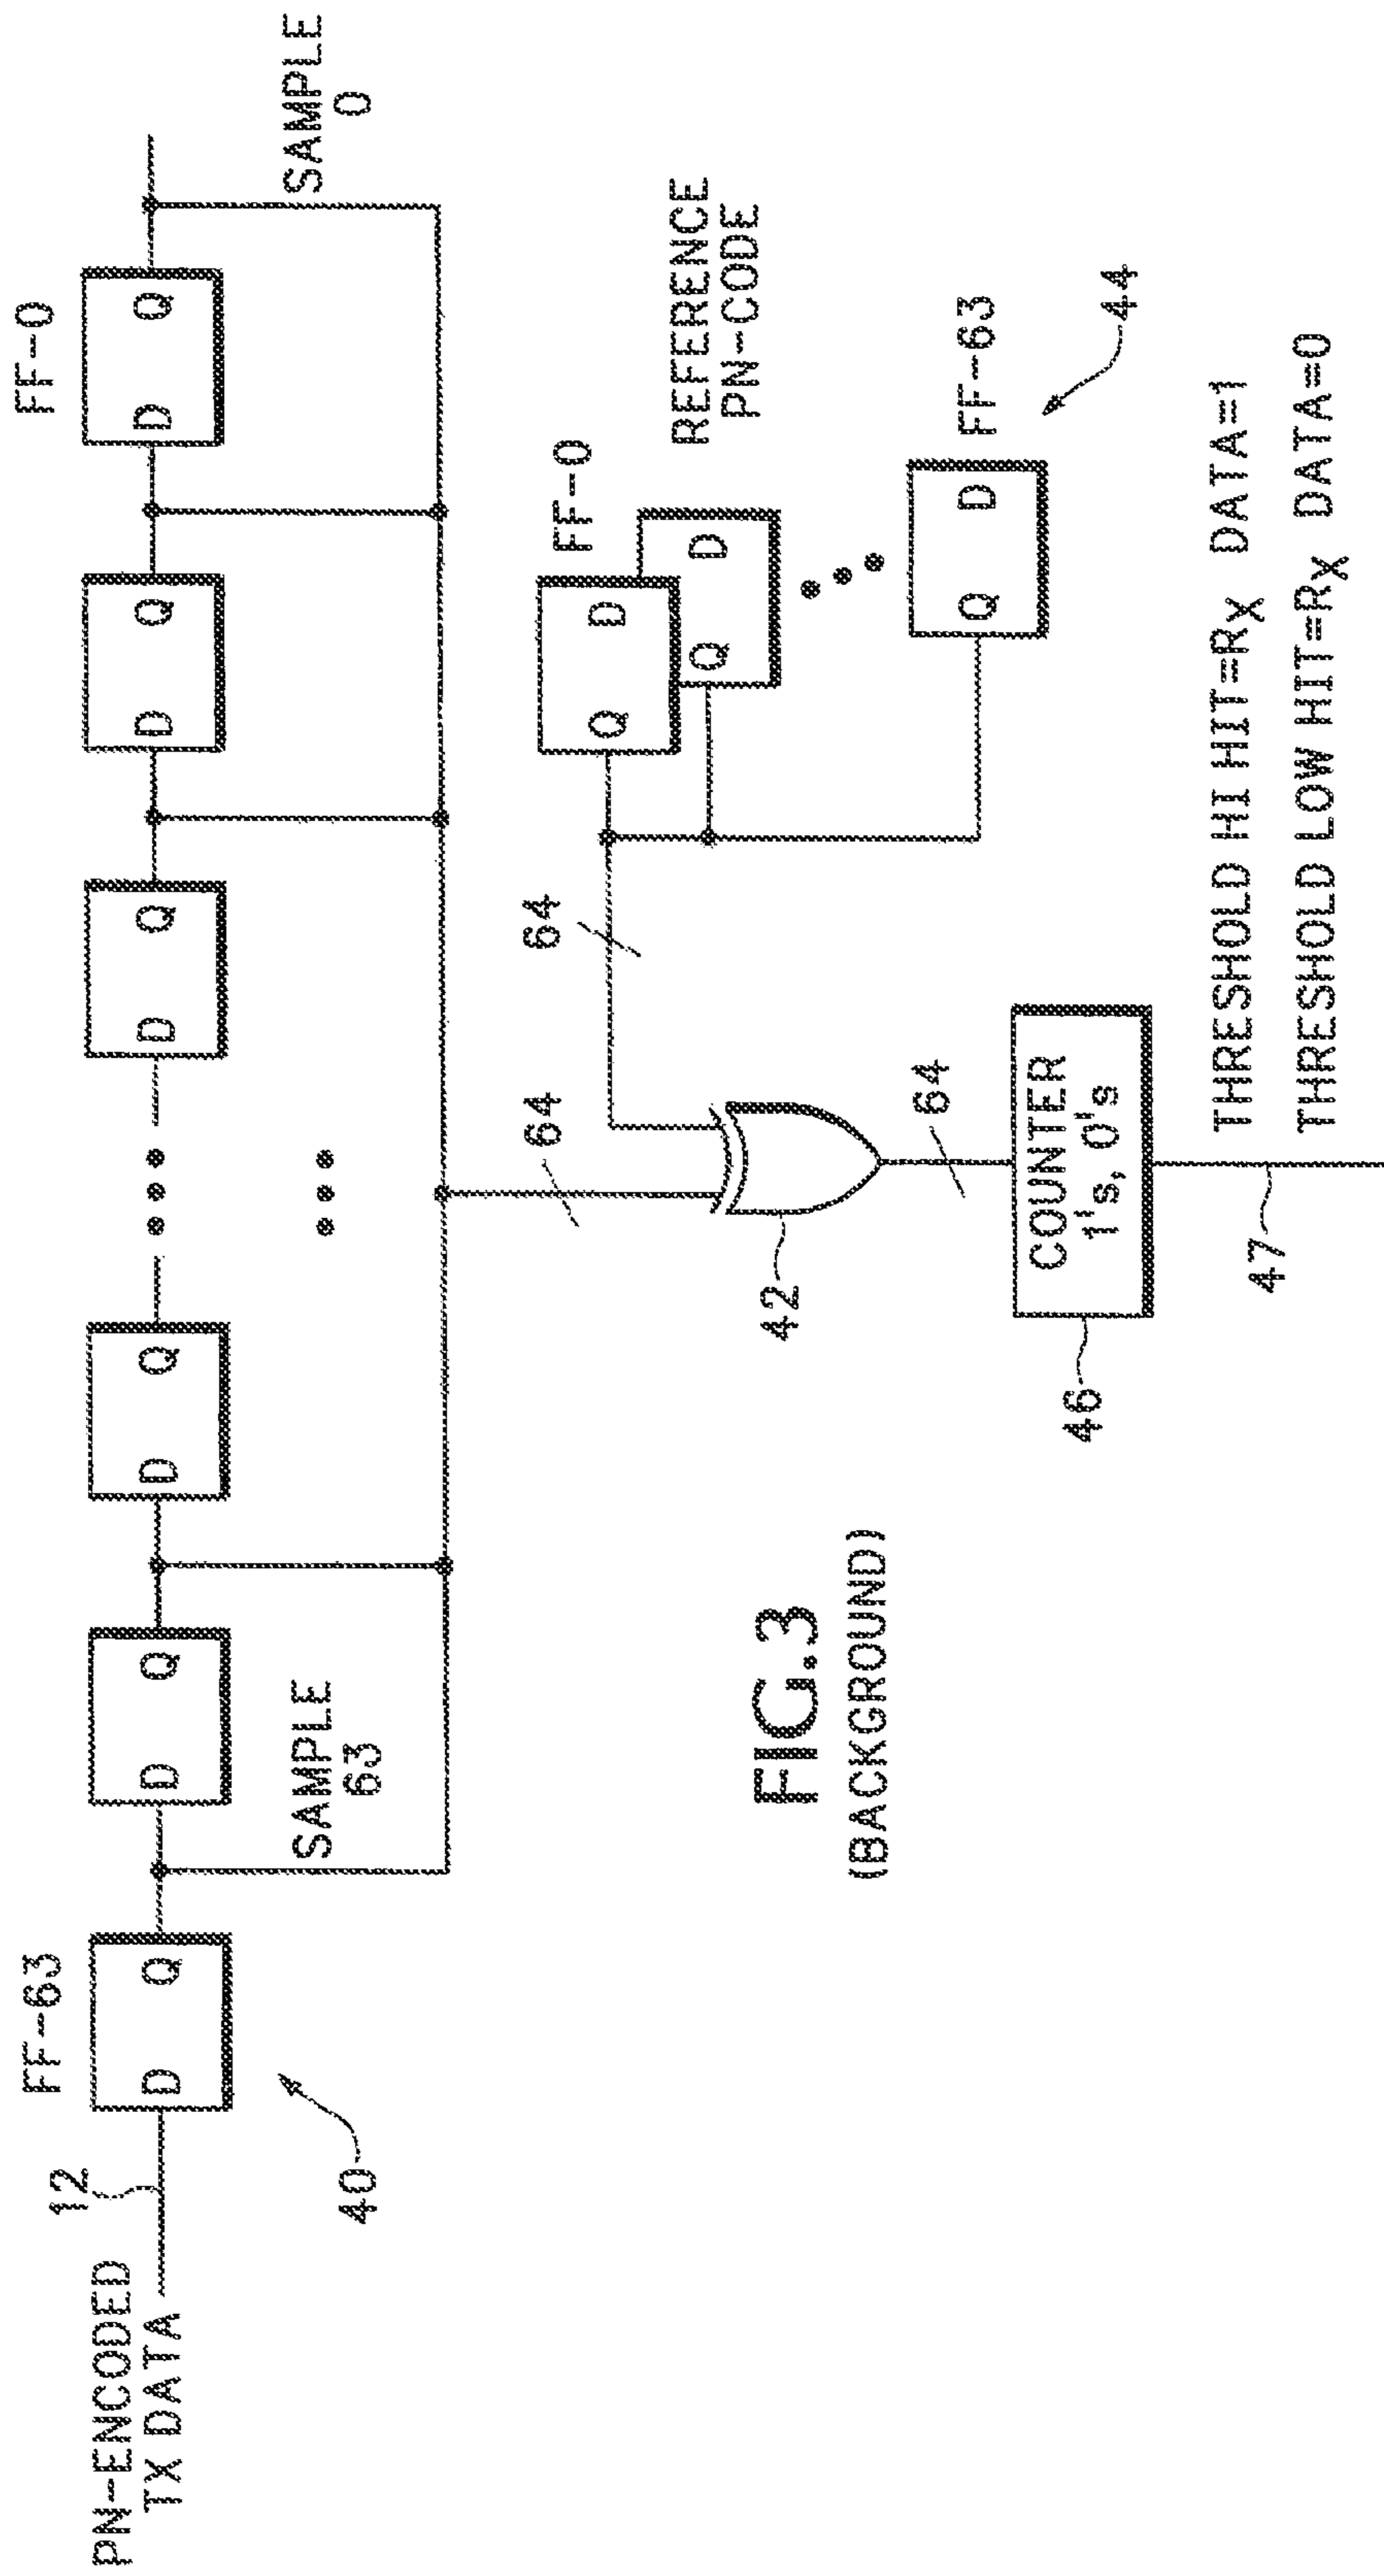 PN-ENCODED
TX DATA
12
FF-63
D Q
40
SAMPLE
63
D Q
D Q
D Q
D Q
FF-0
D Q
SAMPLE
0
64
64
FF-0
Q D
Q D
REFERENCE
PN-CODE
FF-63
Q D
44
42
64
46
COUNTER
1's, 0's
47
THRESHOLD HI HIT=RX DATA=1
THRESHOLD LOW HIT=RX DATA=0
FIG.3
(BACKGROUND)